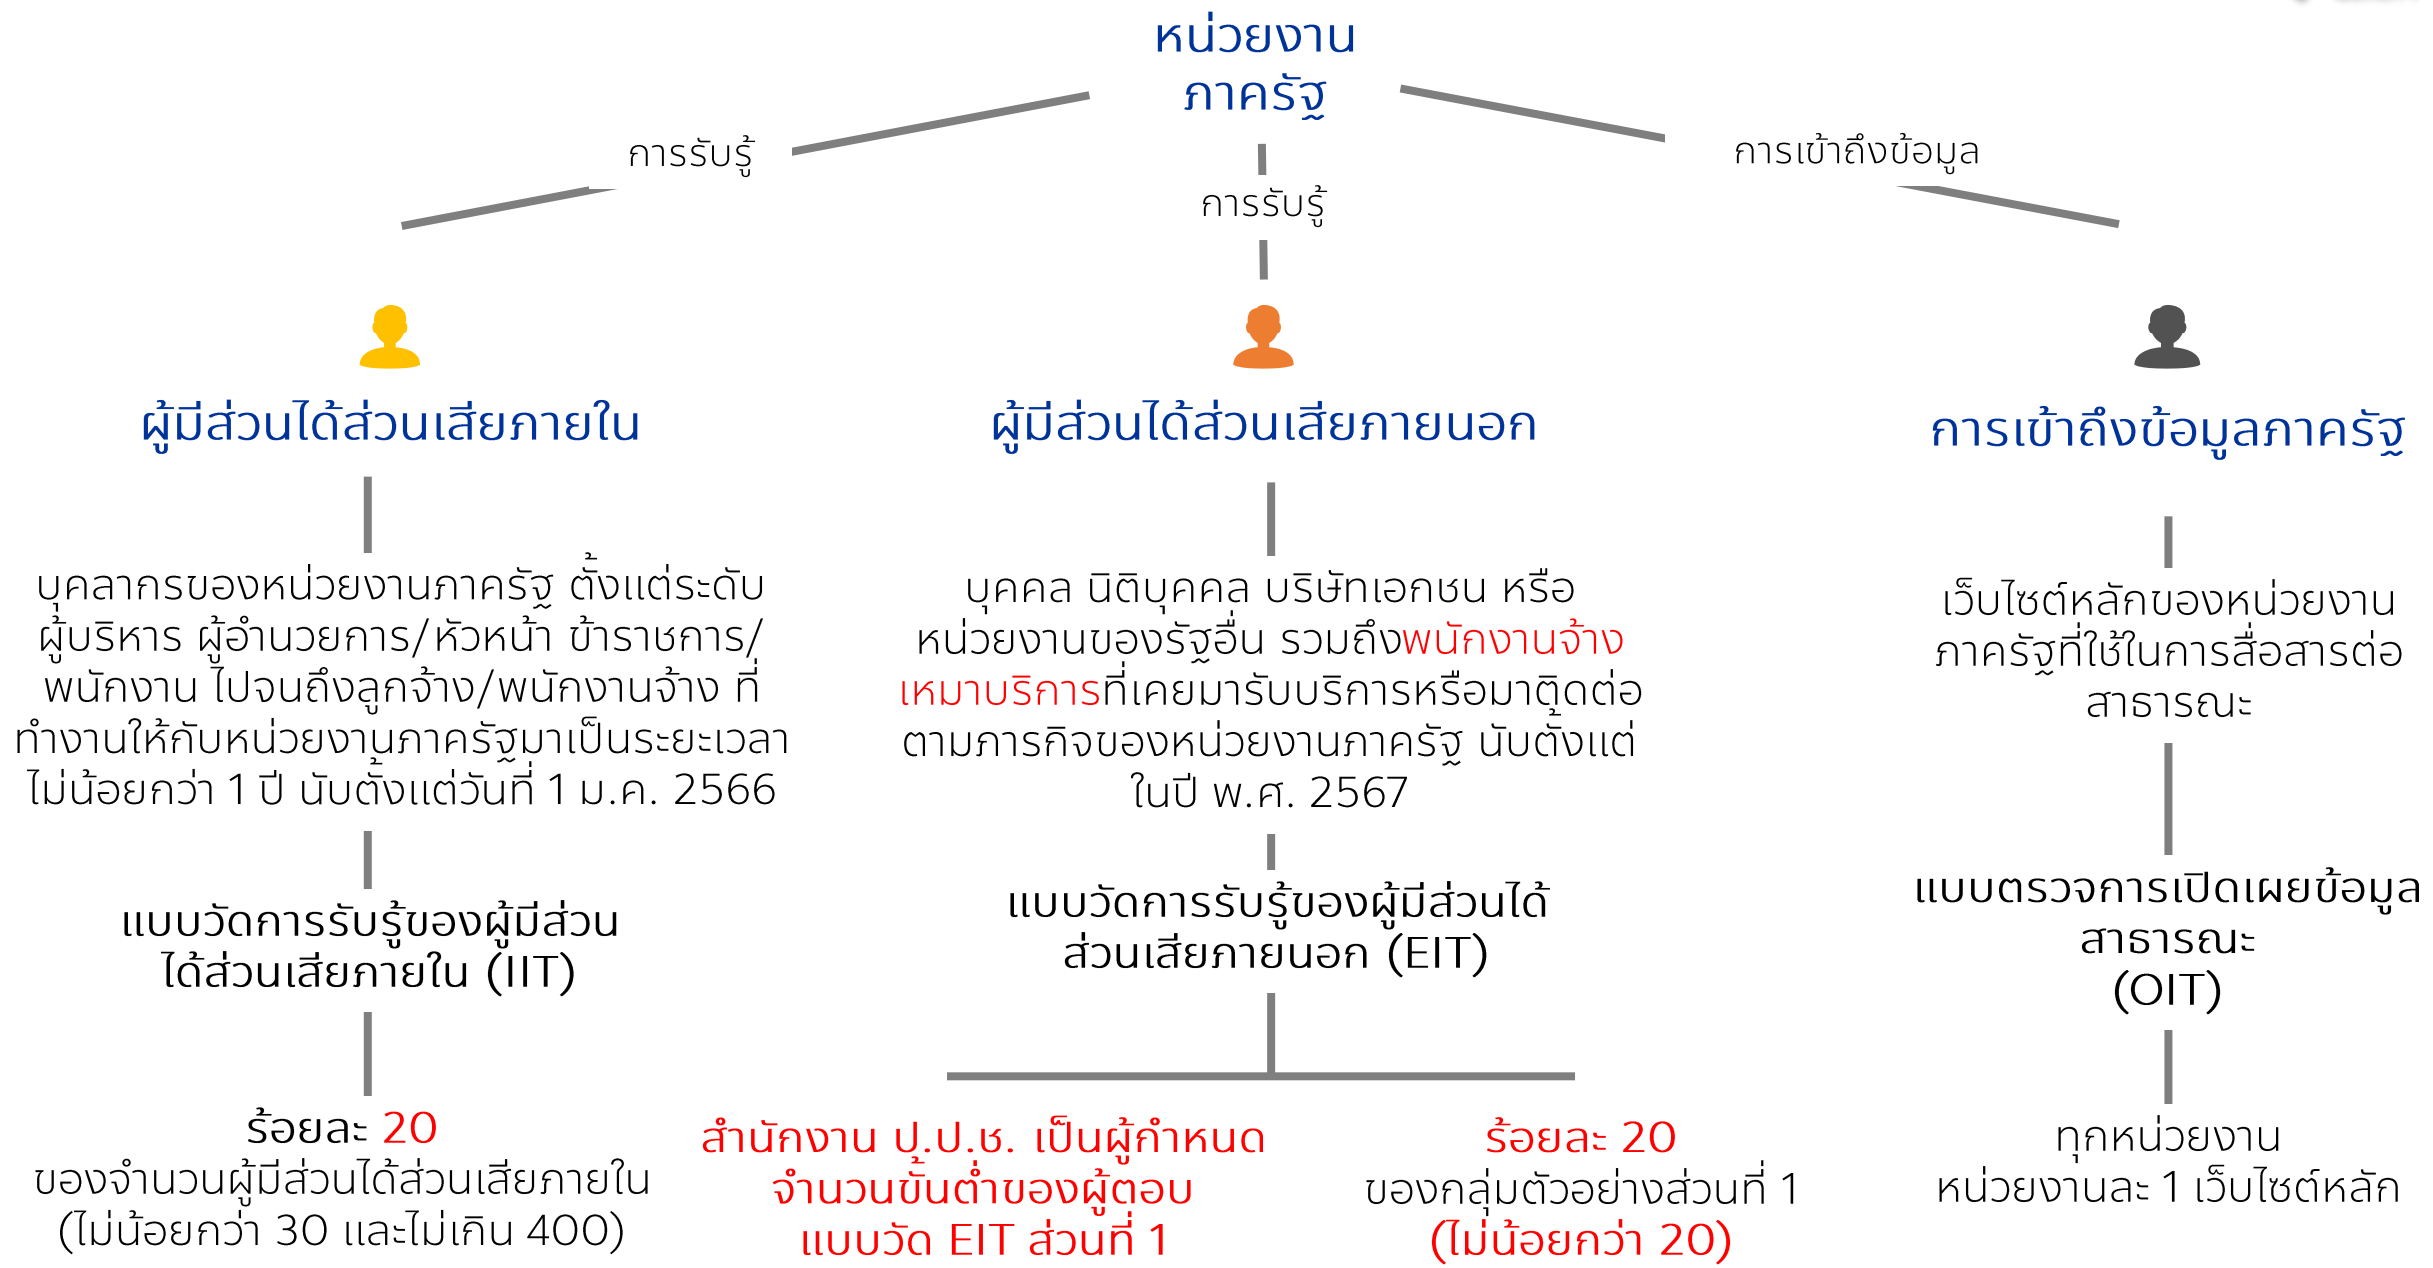 หน่วยงาน
ภาครัฐ
การรับรู้
การรับรู้
การเข้าถึงข้อมูล
ผู้มีส่วนได้ส่วนเสียภายใน
บุคลากรของหน่วยงานภาครัฐ ตั้งแต่ระดับ
ผู้บริหาร ผู้อำนวยการ/หัวหน้า ข้าราชการ/
พนักงาน ไปจนถึงลูกจ้าง/พนักงานจ้าง ที่
ทำงานให้กับหน่วยงานภาครัฐมาเป็นระยะเวลา
ไม่น้อยกว่า 1 ปี นับตั้งแต่วันที่ 1 ม.ค. 2566
แบบวัดการรับรู้ของผู้มีส่วน
ได้ส่วนเสียภายใน (IIT)
ร้อยละ 20
ของจำนวนผู้มีส่วนได้ส่วนเสียภายใน
(ไม่น้อยกว่า 30 และไม่เกิน 400)
ผู้มีส่วนได้ส่วนเสียภายนอก
บุคคล นิติบุคคล บริษัทเอกชน หรือ
หน่วยงานของรัฐอื่น รวมถึงพนักงานจ้าง
เหมาบริการที่เคยมารับบริการหรือมาติดต่อ
ตามภารกิจของหน่วยงานภาครัฐ นับตั้งแต่
ในปี พ.ศ. 2567
แบบวัดการรับรู้ของผู้มีส่วนได้
ส่วนเสียภายนอก (EIT)
สำนักงาน ป.ป.ช. เป็นผู้กำหนด
จำนวนขั้นต่ำของผู้ตอบ
แบบวัด EIT ส่วนที่ 1
ร้อยละ 20
ของกลุ่มตัวอย่างส่วนที่ 1
(ไม่น้อยกว่า 20)
การเข้าถึงข้อมูลภาครัฐ
เว็บไซต์หลักของหน่วยงาน
ภาครัฐที่ใช้ในการสื่อสารต่อ
สาธารณะ
แบบตรวจการเปิดเผยข้อมูล
สาธารณะ
(OIT)
ทุกหน่วยงาน
หน่วยงานละ 1 เว็บไซต์หลัก